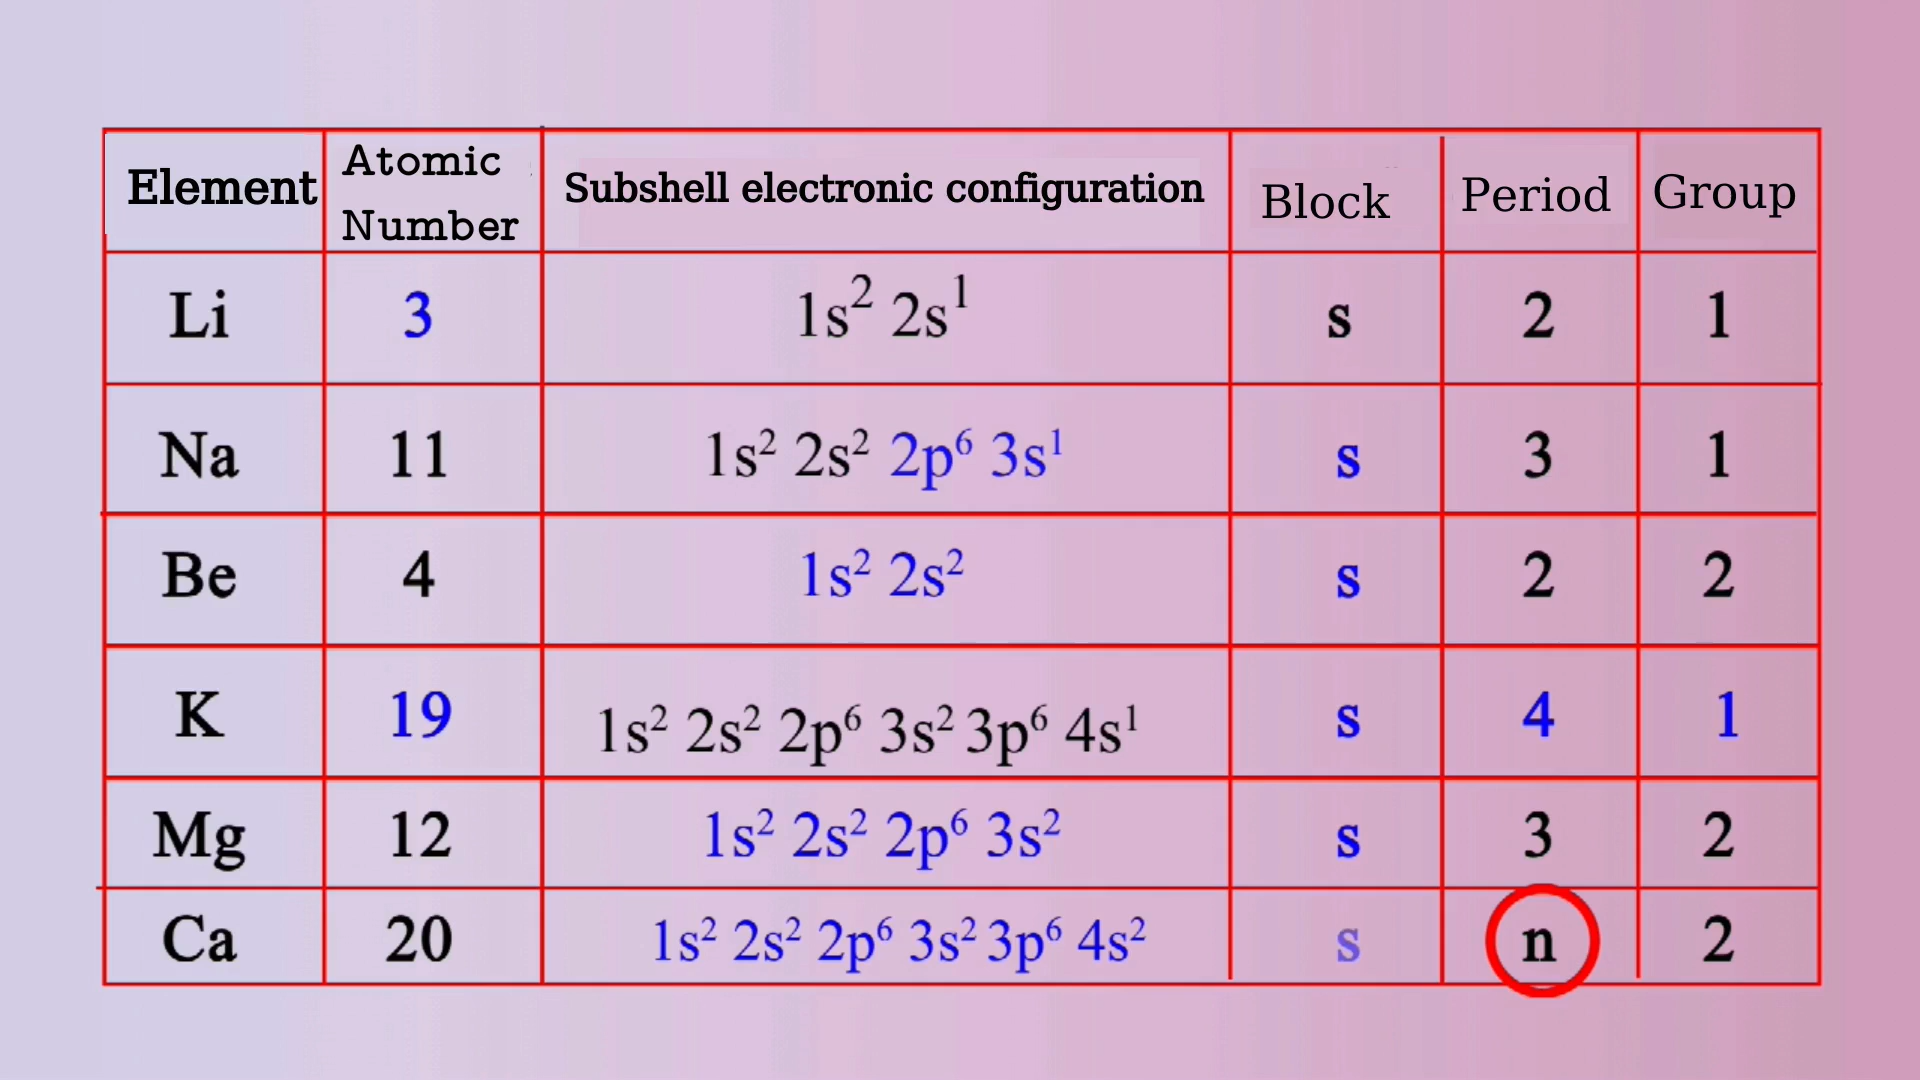 Element Atomic Number Subshell electronic configuration Block Period Group
Li 3 1s² 2s¹ s 2 1
Na 11 1s² 2s² 2p⁶ 3s¹ s 3 1
Be 4 1s² 2s² s 2 2
K 19 1s² 2s² 2p⁶ 3s² 3p⁶ 4s¹ s 4 1
Mg 12 1s² 2s² 2p⁶ 3s² s 3 2
Ca 20 1s² 2s² 2p⁶ 3s² 3p⁶ 4s² s n 2